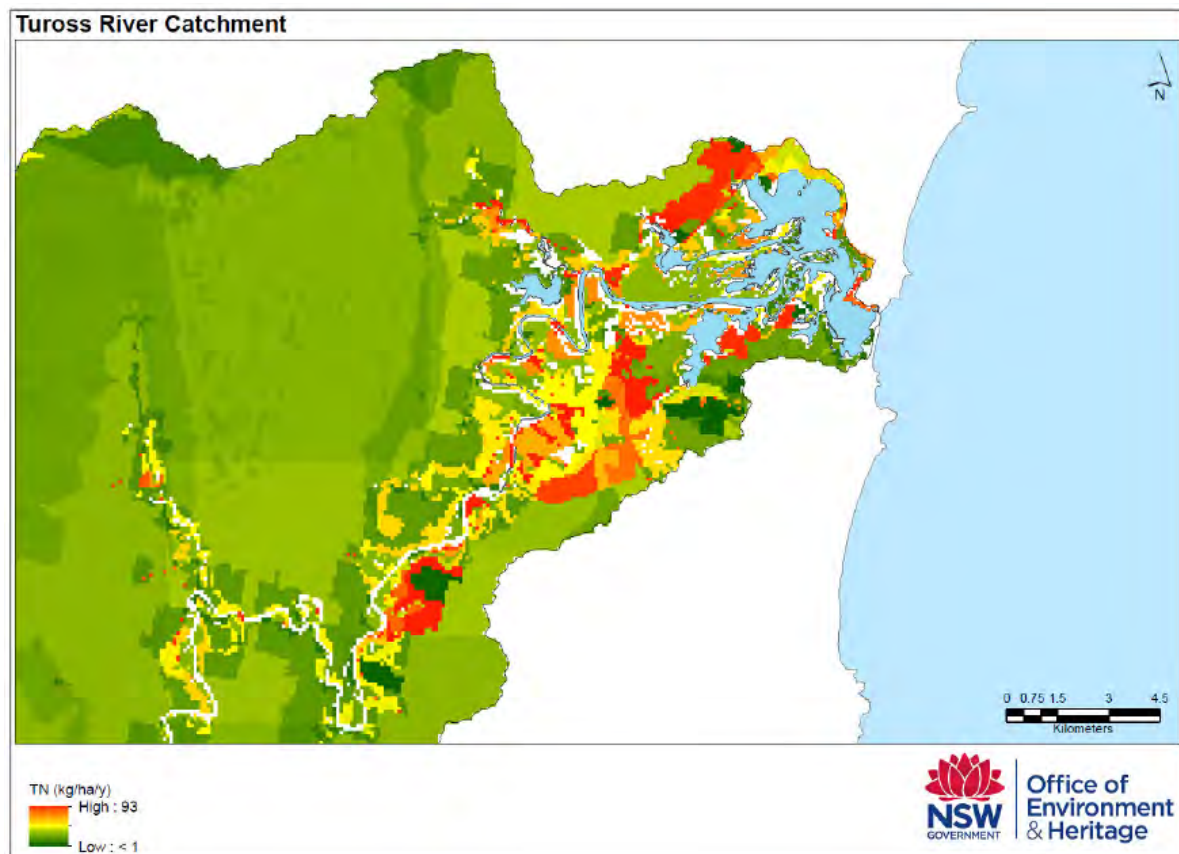 Tuross River Catchment
N
0 0.75 1.5 3 4.5
Kilometers
TN (kg/ha/y)
High : 93
Low : < 1
NSW
GOVERNMENT
Office of
Environment
& Heritage